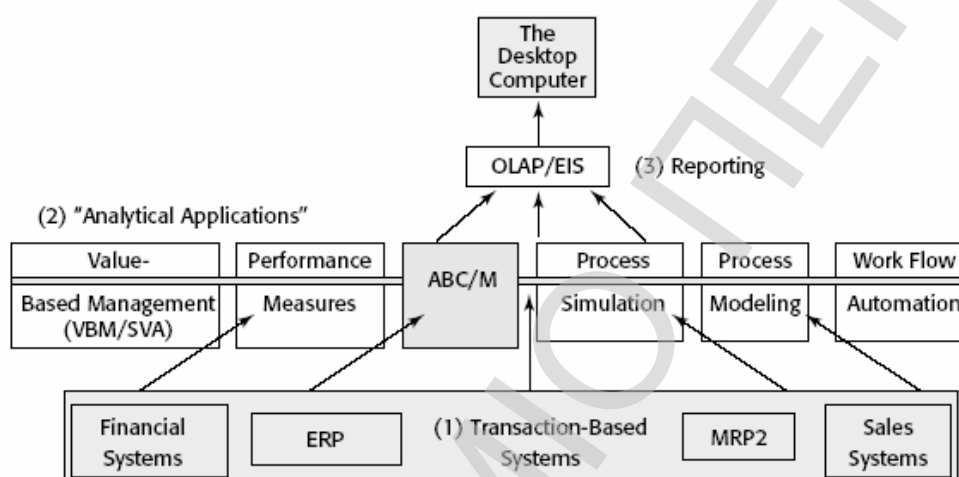 The
Desktop
Computer
OLAP/EIS
(3) Reporting
(2) “Analytical Applications”
Value-
Based Management
(VBM/SVA)
Performance
Measures
ABC/M
Process
Simulation
Process
Modeling
Work Flow
Automation
Financial
Systems
ERP
(1) Transaction-Based
Systems
MRP2
Sales
Systems